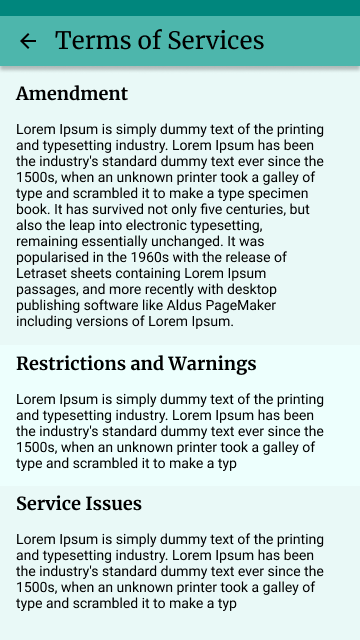 Terms of Services
Amendment
Lorem Ipsum is simply dummy text of the printing
and typesetting industry. Lorem Ipsum has been
the industry's standard dummy text ever since the
1500s, when an unknown printer took a galley of
type and scrambled it to make a type specimen
book. It has survived not only five centuries, but
also the leap into electronic typesetting,
remaining essentially unchanged. It was
popularised in the 1960s with the release of
Letraset sheets containing Lorem Ipsum
passages, and more recently with desktop
publishing software like Aldus PageMaker
including versions of Lorem Ipsum.
Restrictions and Warnings
Lorem Ipsum is simply dummy text of the printing
and typesetting industry. Lorem Ipsum has been
the industry's standard dummy text ever since the
1500s, when an unknown printer took a galley of
type and scrambled it to make a typ
Service Issues
Lorem Ipsum is simply dummy text of the printing
and typesetting industry. Lorem Ipsum has been
the industry's standard dummy text ever since the
1500s, when an unknown printer took a galley of
type and scrambled it to make a typ